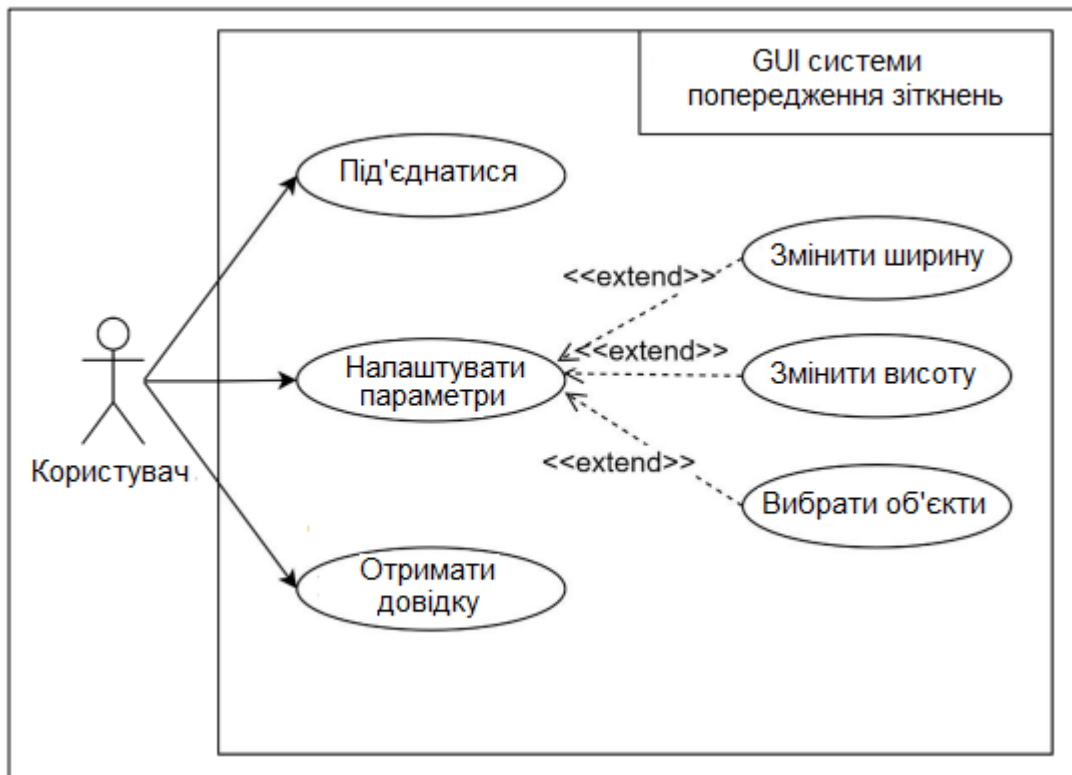 GUI системи
попередження зіткнень
Під'єднатися
Змінити ширину
<<extend>>
Налаштувати
параметри
<<extend>>
Змінити висоту
Користувач
<<extend>>
Вибрати об'єкти
Отримати
довідку